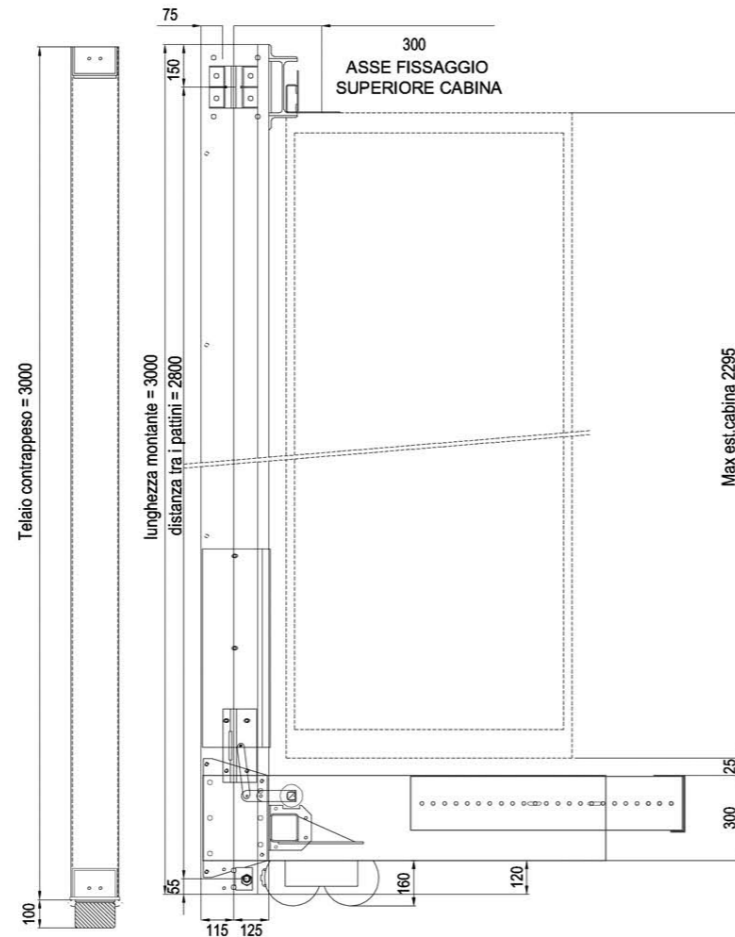 75
300
ASSE FISSAGGIO
SUPERIORE CABINA
150
Telaio contrappeso = 3000
lunghezza montante = 3000
distanza tra i pattini = 2800
Max est.cabina 2295
25
300
120
160
55
100
115
125